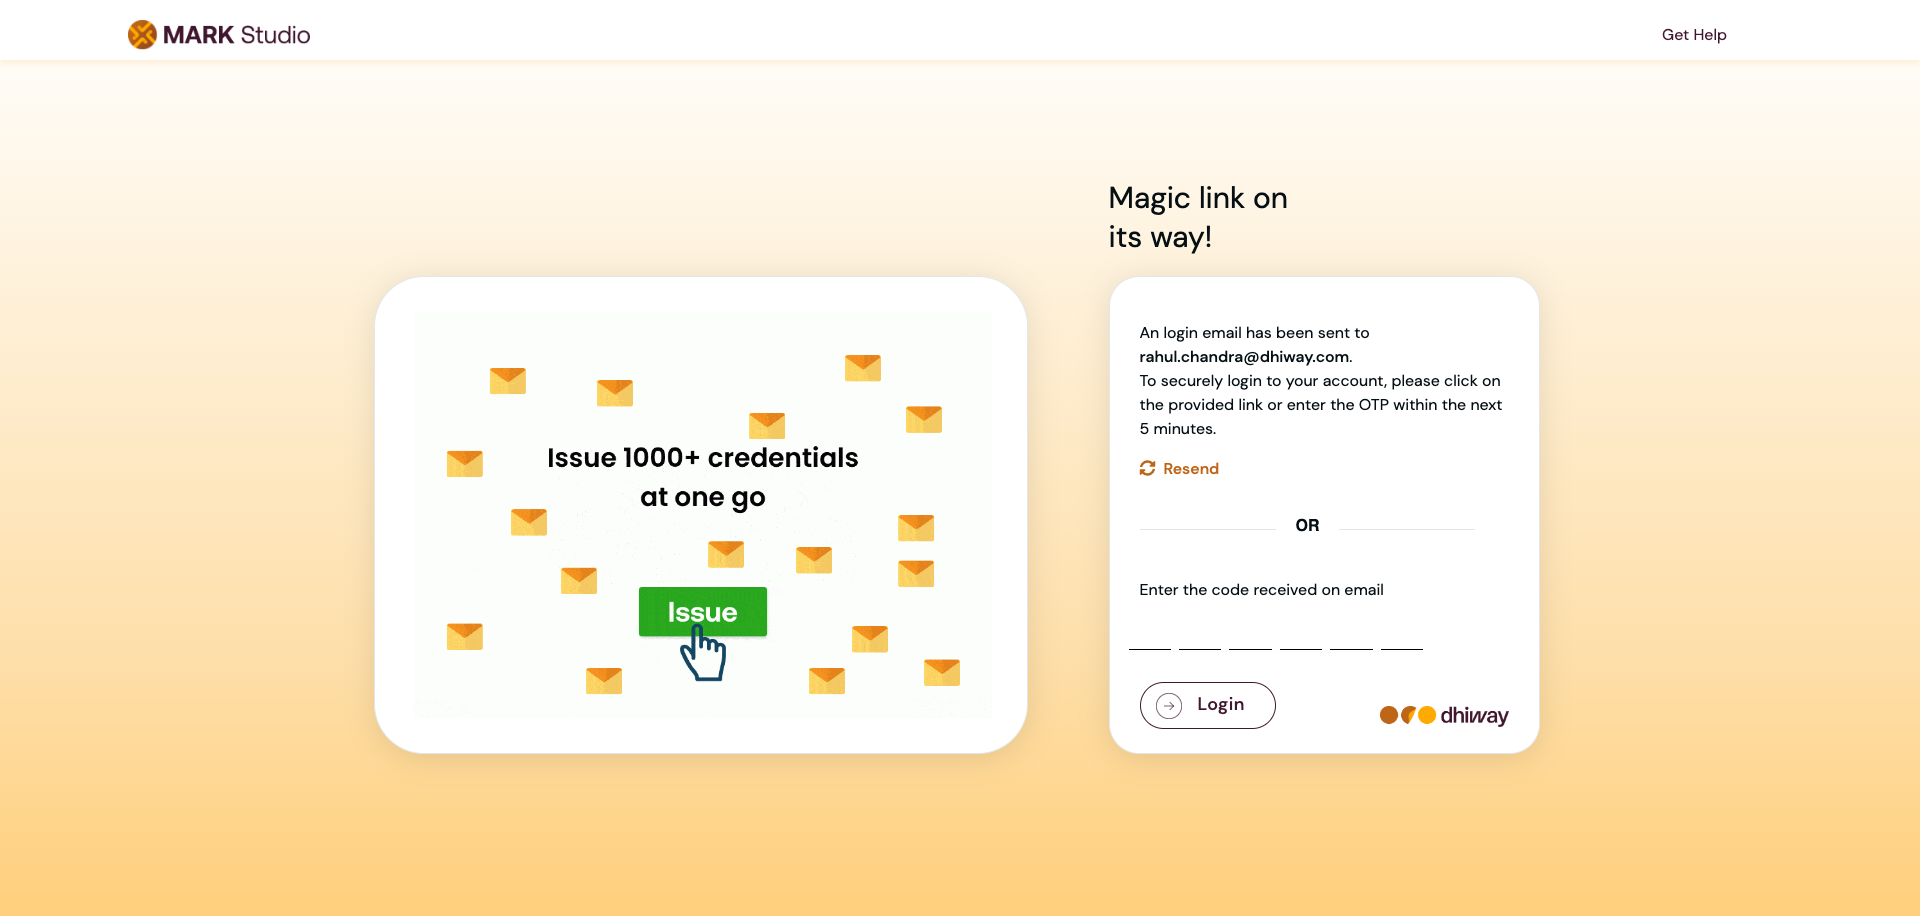 MARK Studio
Get Help
Magic link on
its way!
Issue 1000+ credentials
at one go
Issue
An login email has been sent to
rahul.chandra@dhiway.com.
To securely login to your account, please click on
the provided link or enter the OTP within the next
5 minutes.
Resend
OR
Enter the code received on email
Login
dhiway